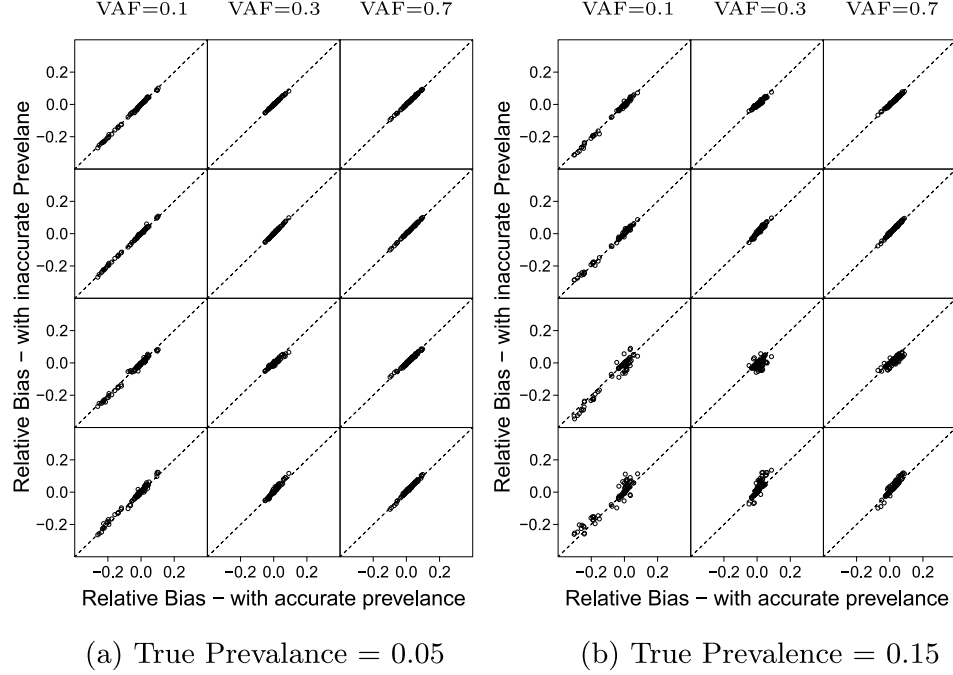 VAF=0.1 VAF=0.3 VAF=0.7 VAF=0.1 VAF=0.3 VAF=0.7
Relative Bias − with inaccurate Prevelane
0.2
0.0
−0.2
0.2
0.0
−0.2
0.2
0.0
−0.2
0.2
0.0
−0.2
−0.2 0.0 0.2
Relative Bias − with accurate prevelance
(a) True Prevalance = 0.05
Relative Bias − with inaccurate Prevelane
0.2
0.0
−0.2
0.2
0.0
−0.2
0.2
0.0
−0.2
0.2
0.0
−0.2
−0.2 0.0 0.2
Relative Bias − with accurate prevelance
(b) True Prevalence = 0.15